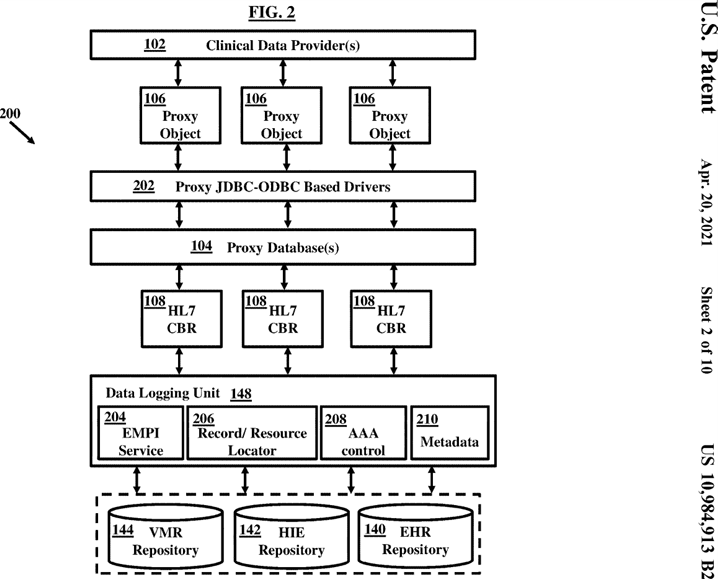 FIG. 2
102 Clinical Data Provider(s)
106 106 106
Proxy Proxy Proxy
Object Object Object
200
202 Proxy JDBC-ODBC Based Drivers
104 Proxy Database(s)
108 108 108
HL7 HL7 HL7
CBR CBR CBR
Data Logging Unit 148
204 206 208 210
EMPI Record/ Resource AAA Metadata
Service Locator control
144 VMR 142 HIE 140 EHR
Repository Repository Repository
U.S. Patent
Apr. 20, 2021
Sheet 2 of 10
US 10,984,913 B2